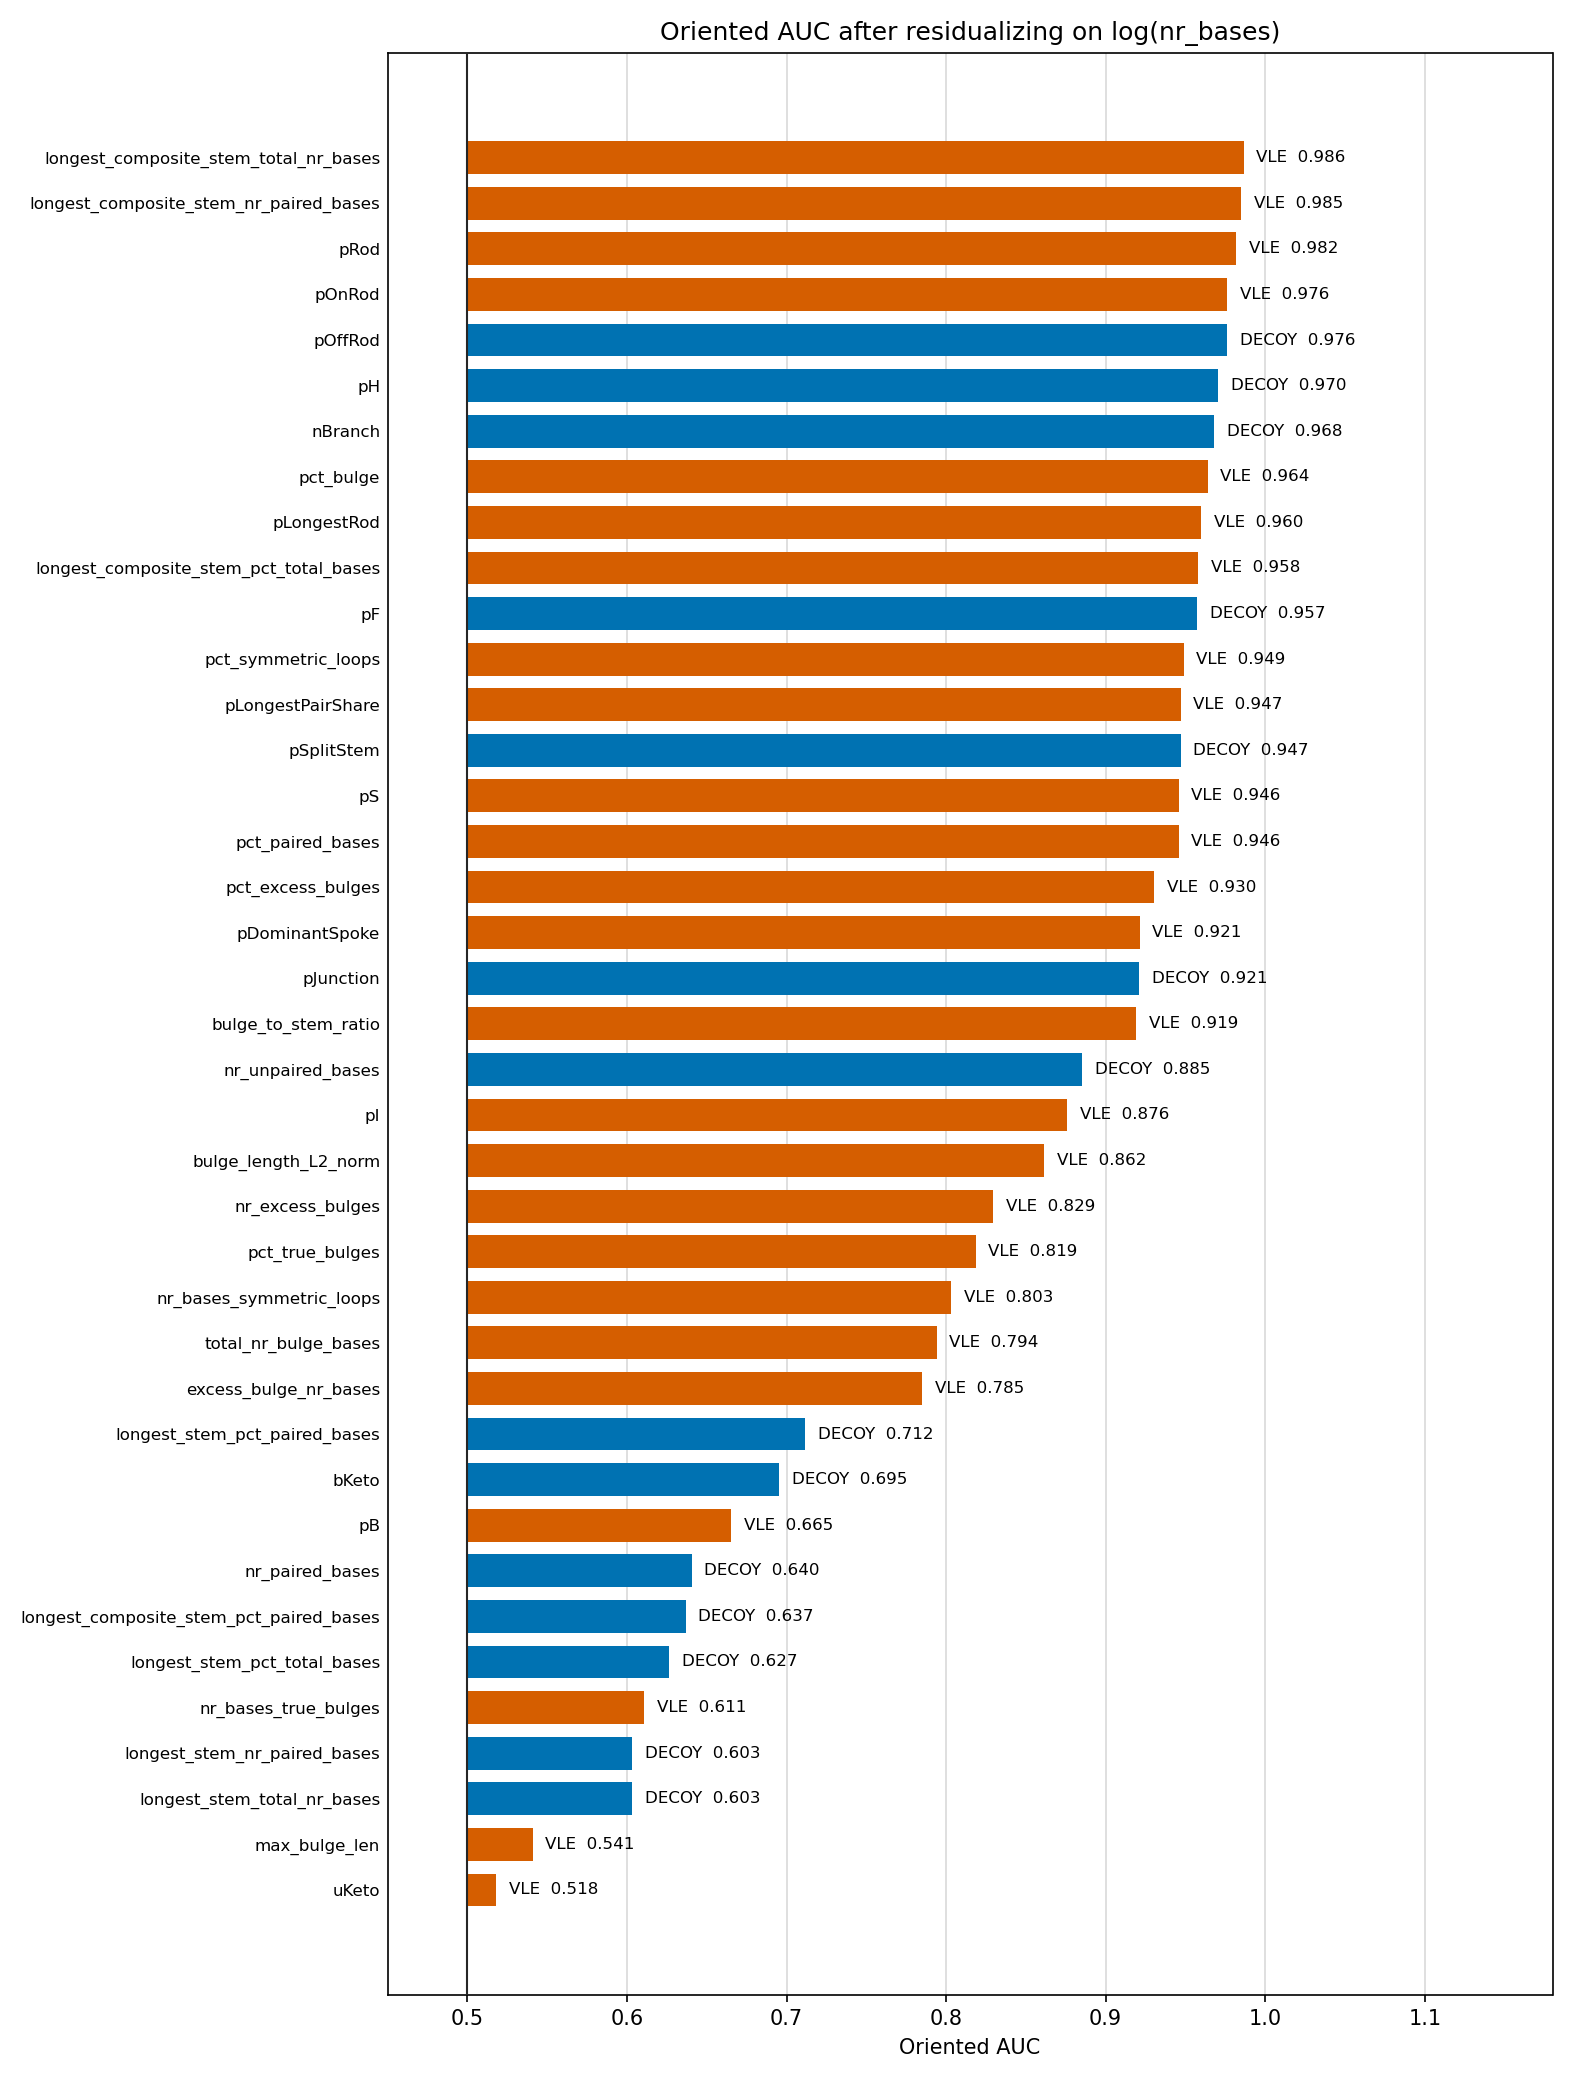 Oriented AUC after residualizing on log(nr_bases)
longest_composite_stem_total_nr_bases VLE 0.986
longest_composite_stem_nr_paired_bases VLE 0.985
pRod VLE 0.982
pOnRod VLE 0.976
pOffRod DECOY 0.976
pH DECOY 0.970
nBranch DECOY 0.968
pct_bulge VLE 0.964
pLongestRod VLE 0.960
longest_composite_stem_pct_total_bases VLE 0.958
pF DECOY 0.957
pct_symmetric_loops VLE 0.949
pLongestPairShare VLE 0.947
pSplitStem DECOY 0.947
pS VLE 0.946
pct_paired_bases VLE 0.946
pct_excess_bulges VLE 0.930
pDominantSpoke VLE 0.921
pJunction DECOY 0.921
bulge_to_stem_ratio VLE 0.919
nr_unpaired_bases DECOY 0.885
pI VLE 0.876
bulge_length_L2_norm VLE 0.862
nr_excess_bulges VLE 0.829
pct_true_bulges VLE 0.819
nr_bases_symmetric_loops VLE 0.803
total_nr_bulge_bases VLE 0.794
excess_bulge_nr_bases VLE 0.785
longest_stem_pct_paired_bases DECOY 0.712
bKeto DECOY 0.695
pB VLE 0.665
nr_paired_bases DECOY 0.640
longest_composite_stem_pct_paired_bases DECOY 0.637
longest_stem_pct_total_bases DECOY 0.627
nr_bases_true_bulges VLE 0.611
longest_stem_nr_paired_bases DECOY 0.603
longest_stem_total_nr_bases DECOY 0.603
max_bulge_len VLE 0.541
uKeto VLE 0.518
0.5 0.6 0.7 0.8 0.9 1.0 1.1
Oriented AUC